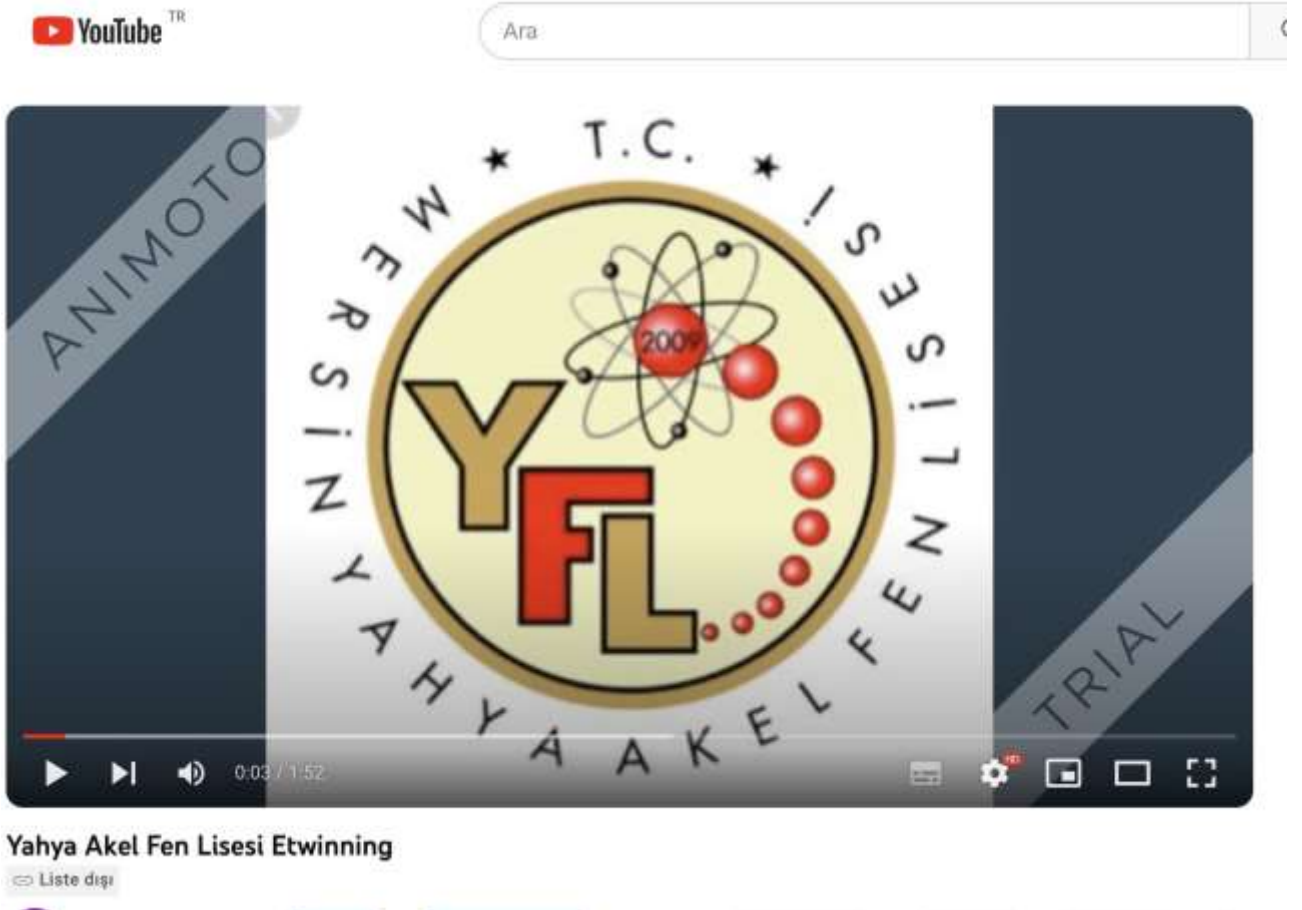 YouTube TR
Ara
ANIMOTO
T.C. ★ MERSİN YAHYA AKEL FEN LİSESİ ★
2009
YFL
TRIAL
0:03 / 1:52
HD
Yahya Akel Fen Lisesi Etwinning
Liste dışı